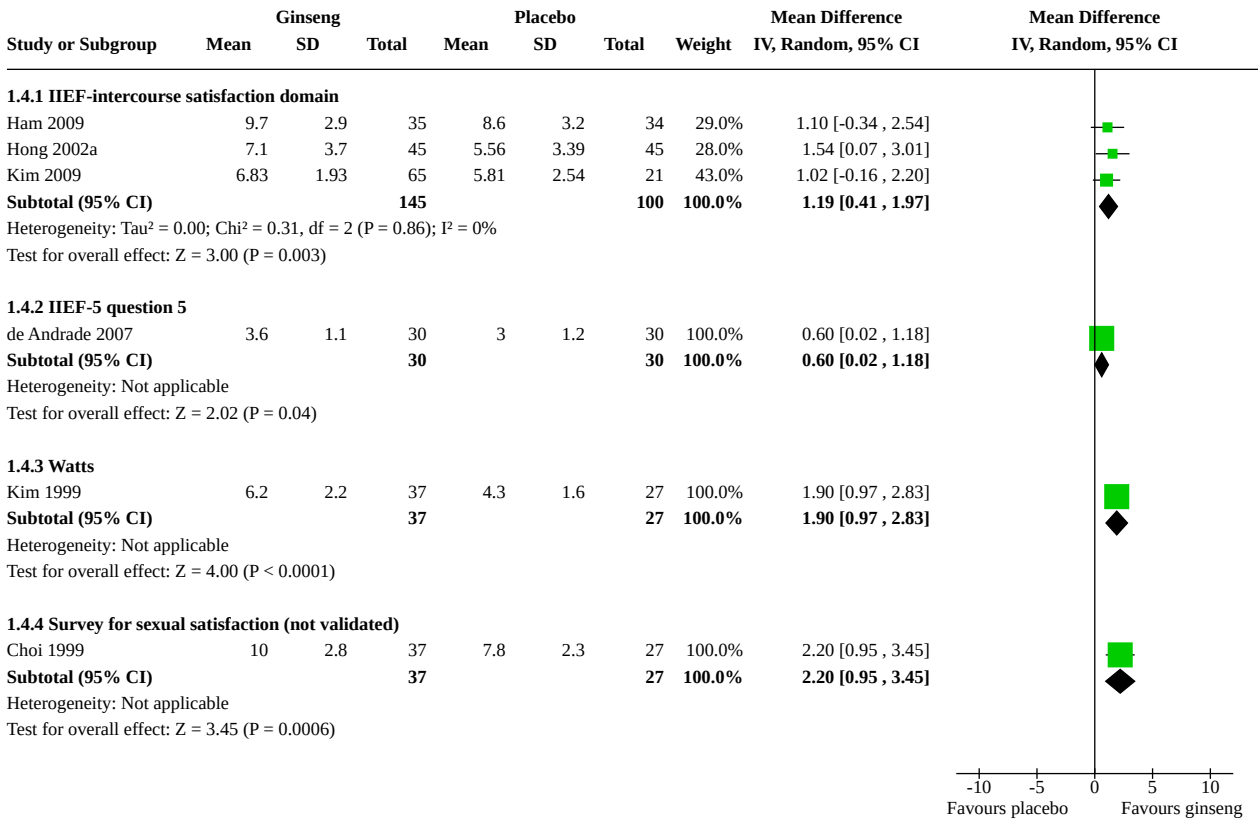 Ginseng Placebo Mean Difference Mean Difference
Study or Subgroup Mean SD Total Mean SD Total Weight IV, Random, 95% CI IV, Random, 95% CI
1.4.1 IIEF-intercourse satisfaction domain
Ham 2009 9.7 2.9 35 8.6 3.2 34 29.0% 1.10 [-0.34 , 2.54]
Hong 2002a 7.1 3.7 45 5.56 3.39 45 28.0% 1.54 [0.07 , 3.01]
Kim 2009 6.83 1.93 65 5.81 2.54 21 43.0% 1.02 [-0.16 , 2.20]
Subtotal (95% CI) 145 100 100.0% 1.19 [0.41 , 1.97]
Heterogeneity: Tau² = 0.00; Chi² = 0.31, df = 2 (P = 0.86); I² = 0%
Test for overall effect: Z = 3.00 (P = 0.003)
1.4.2 IIEF-5 question 5
de Andrade 2007 3.6 1.1 30 3 1.2 30 100.0% 0.60 [0.02 , 1.18]
Subtotal (95% CI) 30 30 100.0% 0.60 [0.02 , 1.18]
Heterogeneity: Not applicable
Test for overall effect: Z = 2.02 (P = 0.04)
1.4.3 Watts
Kim 1999 6.2 2.2 37 4.3 1.6 27 100.0% 1.90 [0.97 , 2.83]
Subtotal (95% CI) 37 27 100.0% 1.90 [0.97 , 2.83]
Heterogeneity: Not applicable
Test for overall effect: Z = 4.00 (P < 0.0001)
1.4.4 Survey for sexual satisfaction (not validated)
Choi 1999 10 2.8 37 7.8 2.3 27 100.0% 2.20 [0.95 , 3.45]
Subtotal (95% CI) 37 27 100.0% 2.20 [0.95 , 3.45]
Heterogeneity: Not applicable
Test for overall effect: Z = 3.45 (P = 0.0006)
-10 -5 0 5 10
Favours placebo Favours ginseng